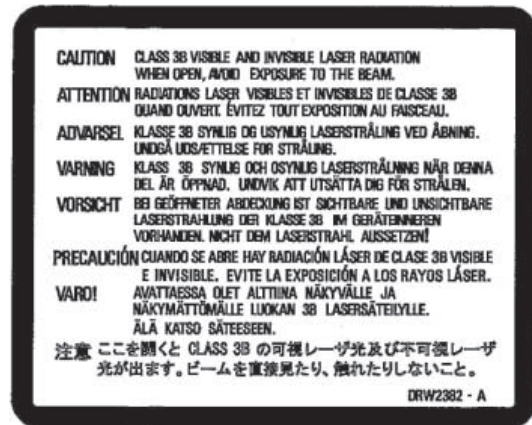 CAUTION CLASS 3B VISIBLE AND INVISIBLE LASER RADIATION
WHEN OPEN, AVOID EXPOSURE TO THE BEAM.
ATTENTION RADIATIONS LASER VISIBLES ET INVISIBLES DE CLASSE 3B
QUAND OUVERT. ÉVITEZ TOUT EXPOSITION AU FAISCEAU.
ADVARSEL KLASSE 3B SYNLIG OG USYNLIG LASERSTRÅLING VED ÅBNING.
UNDGÅ UDSÆTTELSE FOR STRÅLING.
VARNING KLASS 3B SYNLIG OCH OSYNLIG LASERSTRÅLNING NÄR DENNA
DEL ÄR ÖPPNAD. UNDVIK ATT UTSÄTTA DIG FÖR STRÅLEN.
VORSICHT BEI GEÖFFNETER ABDECKUNG IST SICHTBARE UND UNSICHTBARE
LASERSTRAHLUNG DER KLASSE 3B IM GERÄTEINNEREN
VORHANDEN. NICHT DEM LASERSTRAHL AUSSETZEN!
PRECAUCIÓN CUANDO SE ABRE HAY RADIACIÓN LÁSER DE CLASE 3B VISIBLE
E INVISIBLE. EVITE LA EXPOSICIÓN A LOS RAYOS LÁSER.
VARO! AVATTAESSA OLET ALTTIINA NÄKYVÄLLE JA
NÄKYMÄTTÖMÄLLE LUOKAN 3B LASERSÄTEILYLLE.
ÄLÄ KATSO SÄTEESEEN.
注意 ここを開くと CLASS 3B の可視レーザ光及び不可視レーザ
光が出ます。ビームを直接見たり、触れたりしないこと。
DRW2382 - A